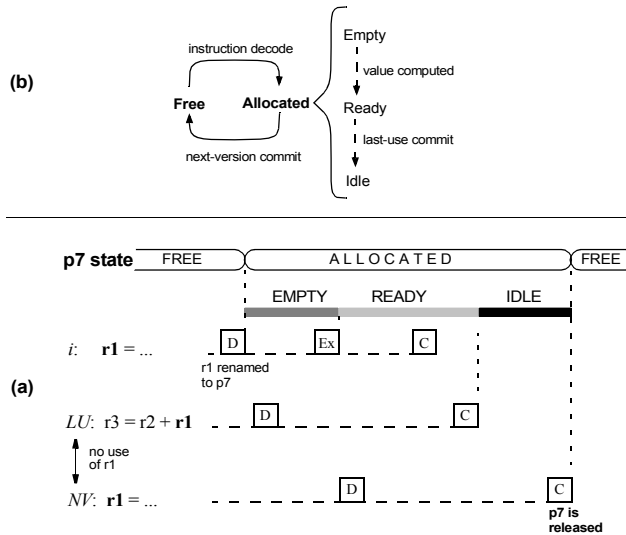 (b)
instruction decode
Free
Allocated
next-version commit
Empty
value computed
Ready
last-use commit
Idle
p7 state
FREE
ALLOCATED
FREE
EMPTY
READY
IDLE
i: r1 = ...
D
Ex
C
r1 renamed
to p7
(a)
LU: r3 = r2 + r1
D
C
no use
of r1
NV: r1 = ...
D
C
p7 is
released